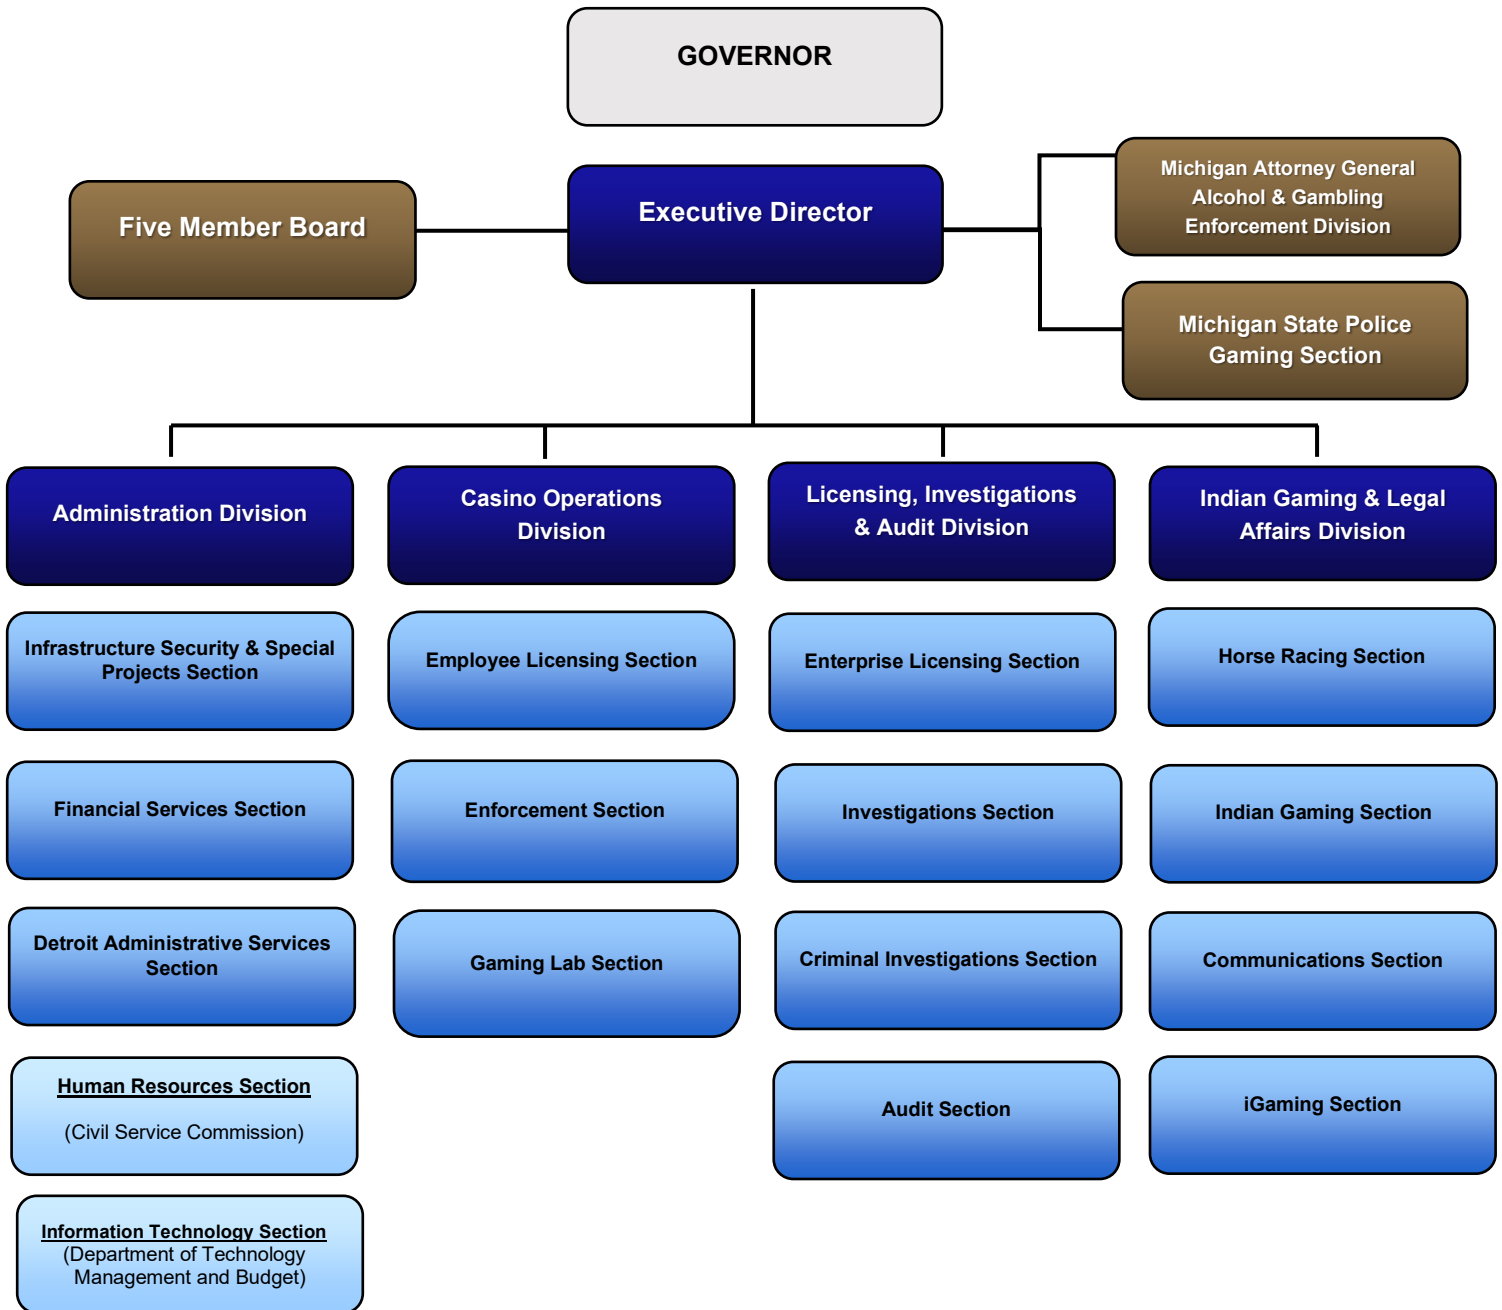 GOVERNOR
Five Member Board
Executive Director
Michigan Attorney General
Alcohol & Gambling
Enforcement Division
Michigan State Police
Gaming Section
Administration Division
Casino Operations
Division
Licensing, Investigations
& Audit Division
Indian Gaming & Legal
Affairs Division
Infrastructure Security & Special
Projects Section
Employee Licensing Section
Enterprise Licensing Section
Horse Racing Section
Financial Services Section
Enforcement Section
Investigations Section
Indian Gaming Section
Detroit Administrative Services
Section
Gaming Lab Section
Criminal Investigations Section
Communications Section
Human Resources Section
(Civil Service Commission)
Audit Section
iGaming Section
Information Technology Section
(Department of Technology
Management and Budget)